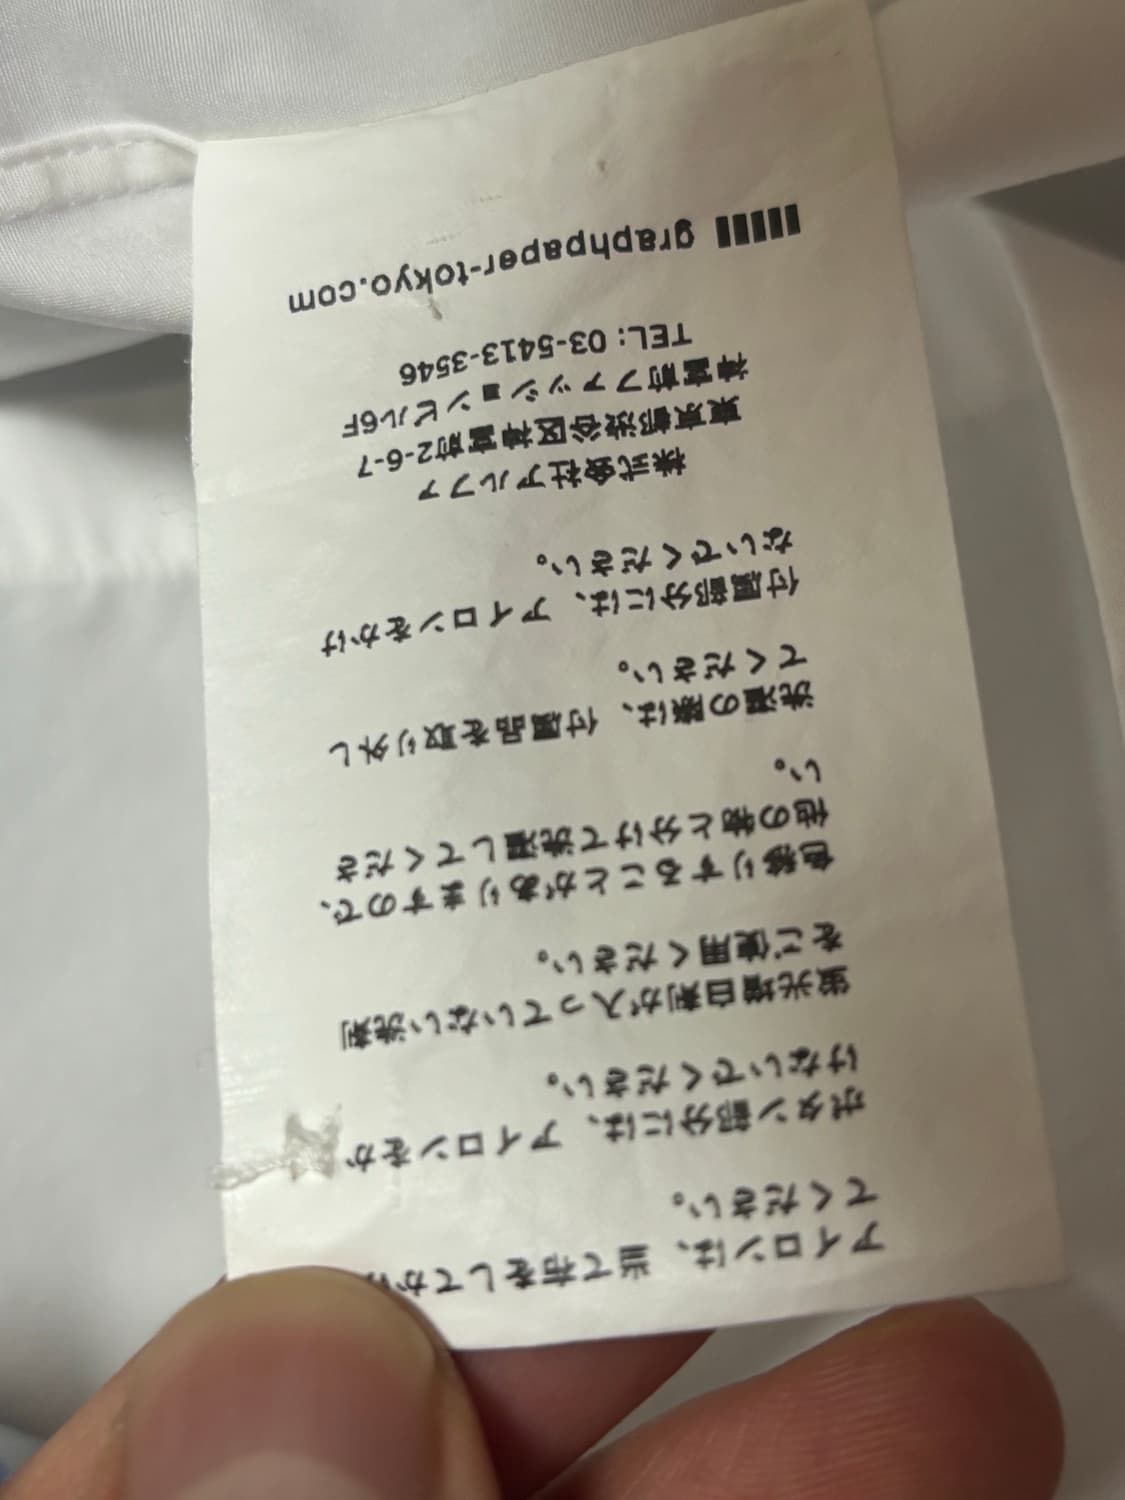 アイロンは、当て布をしてかけ
てください。
ボタン部分には、アイロンをか
けないでください。
蛍光増白剤が入っていない洗剤
をご使用ください。
色移りすることがありますので、
他の物と分けて洗濯してくださ
い。
洗濯の際は、付属品を取り外し
てください。
付属部分には、アイロンをかけ
ないでください。
株式会社アルファ
東京都渋谷区神宮前2-6-7
神宮前ファッションビル6F
TEL: 03-5413-3546
graphpaper-tokyo.com